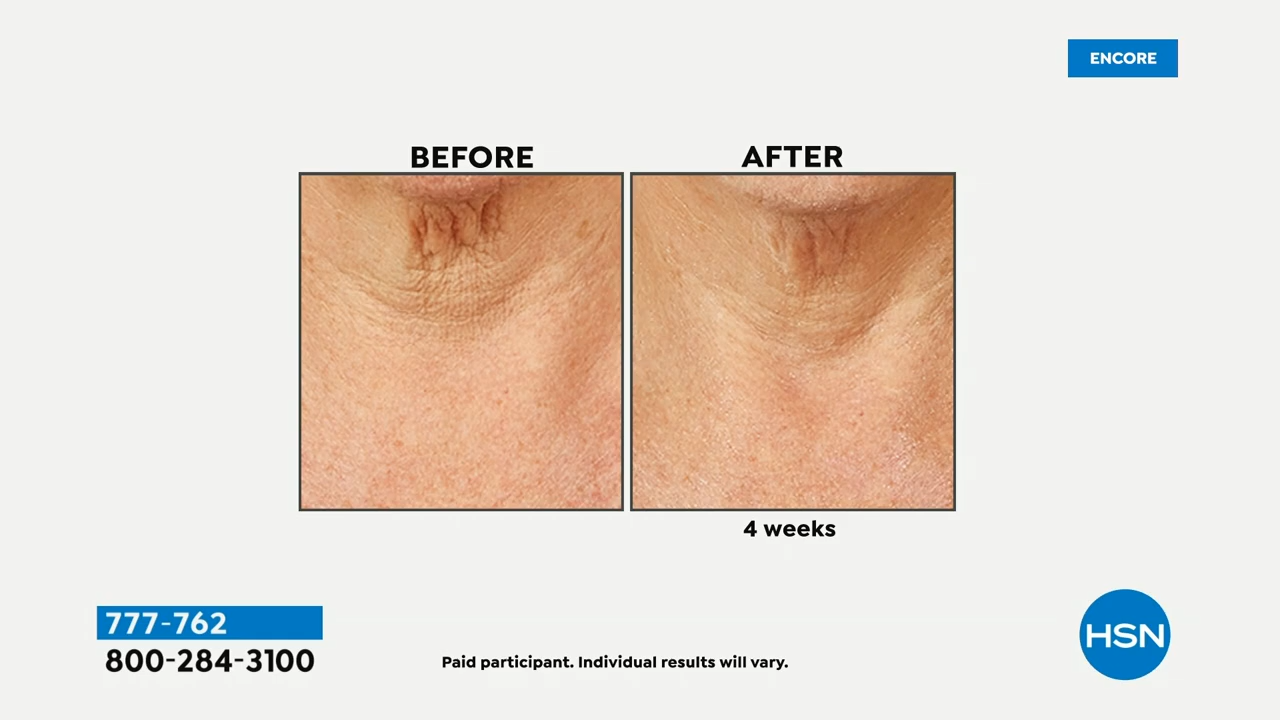 ENCORE
BEFORE
AFTER
4 weeks
777-762
800-284-3100
Paid participant. Individual results will vary.
HSN